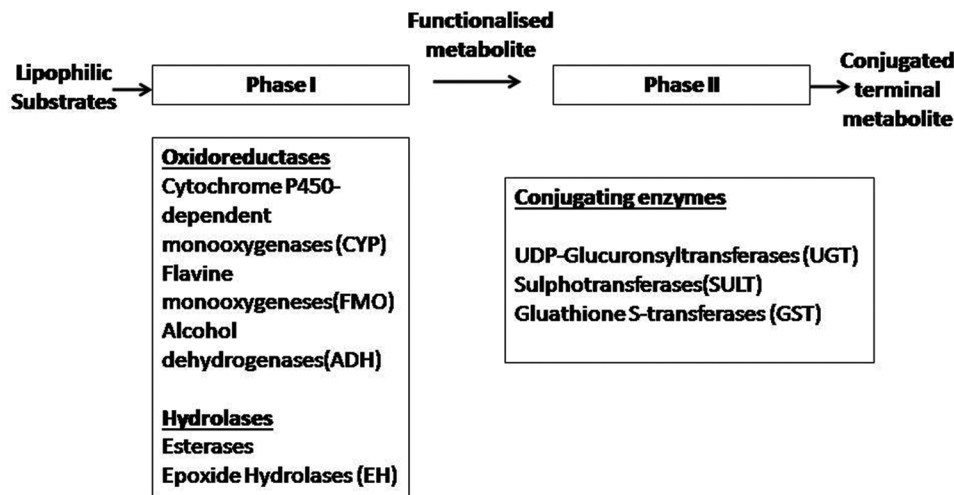 Functionalised
metabolite
Lipophilic
Substrates
Phase I
Phase II
Conjugated
terminal
metabolite
Oxidoreductases
Cytochrome P450-
dependent
monooxygenases (CYP)
Flavine
monooxygeneses(FMO)
Alcohol
dehydrogenases(ADH)
Hydrolases
Esterases
Epoxide Hydrolases (EH)
Conjugating enzymes
UDP-Glucuronsyltransferases (UGT)
Sulphotransferases(SULT)
Gluathione S-transferases (GST)